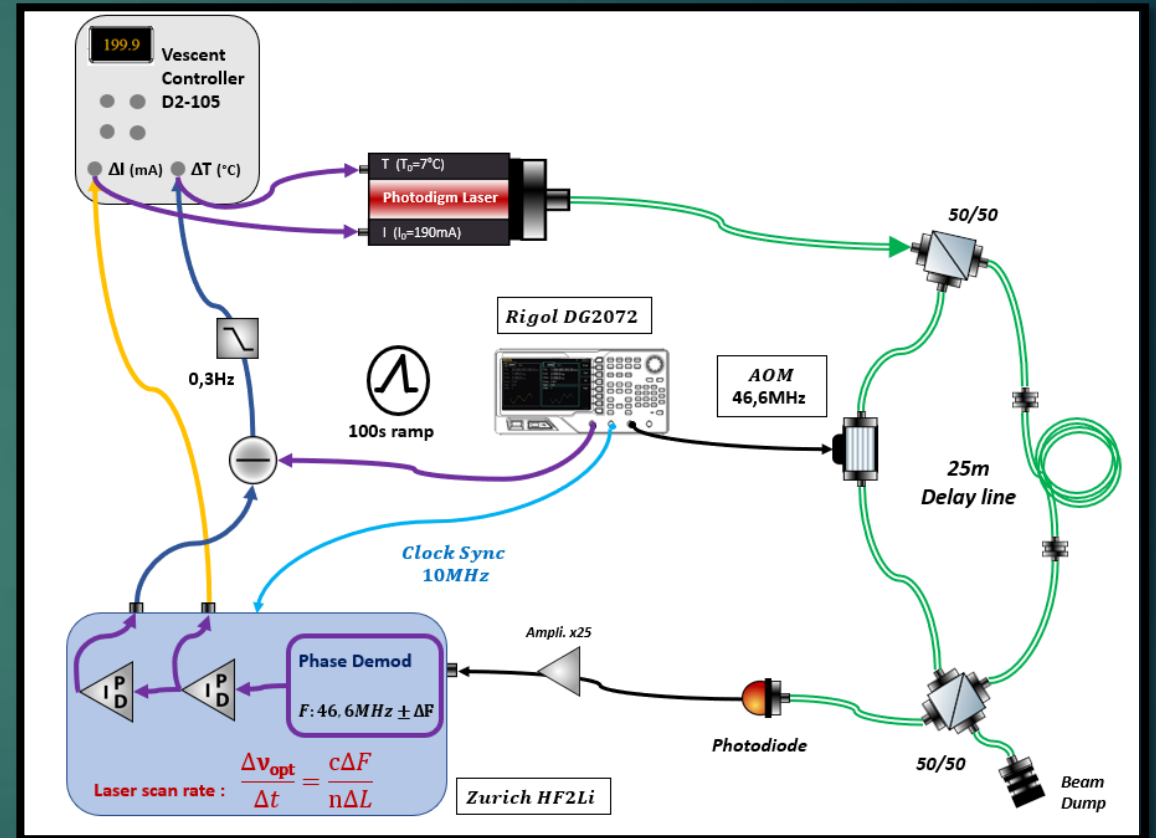 199.9
Vescent
Controller
D2-105
ΔI (mA)
ΔT (°C)
T (T₀=7°C)
Photodigm Laser
I (I₀=190mA)
50/50
Rigol DG2072
AOM
46,6MHz
0,3Hz
100s ramp
25m
Delay line
Clock Sync
10MHz
Ampli. x25
Phase Demod
F: 46,6MHz ± ΔF
P
I
D
P
I
D
Photodiode
50/50
Laser scan rate : Δνopt/Δt = cΔF/nΔL
Zurich HF2Li
Beam
Dump